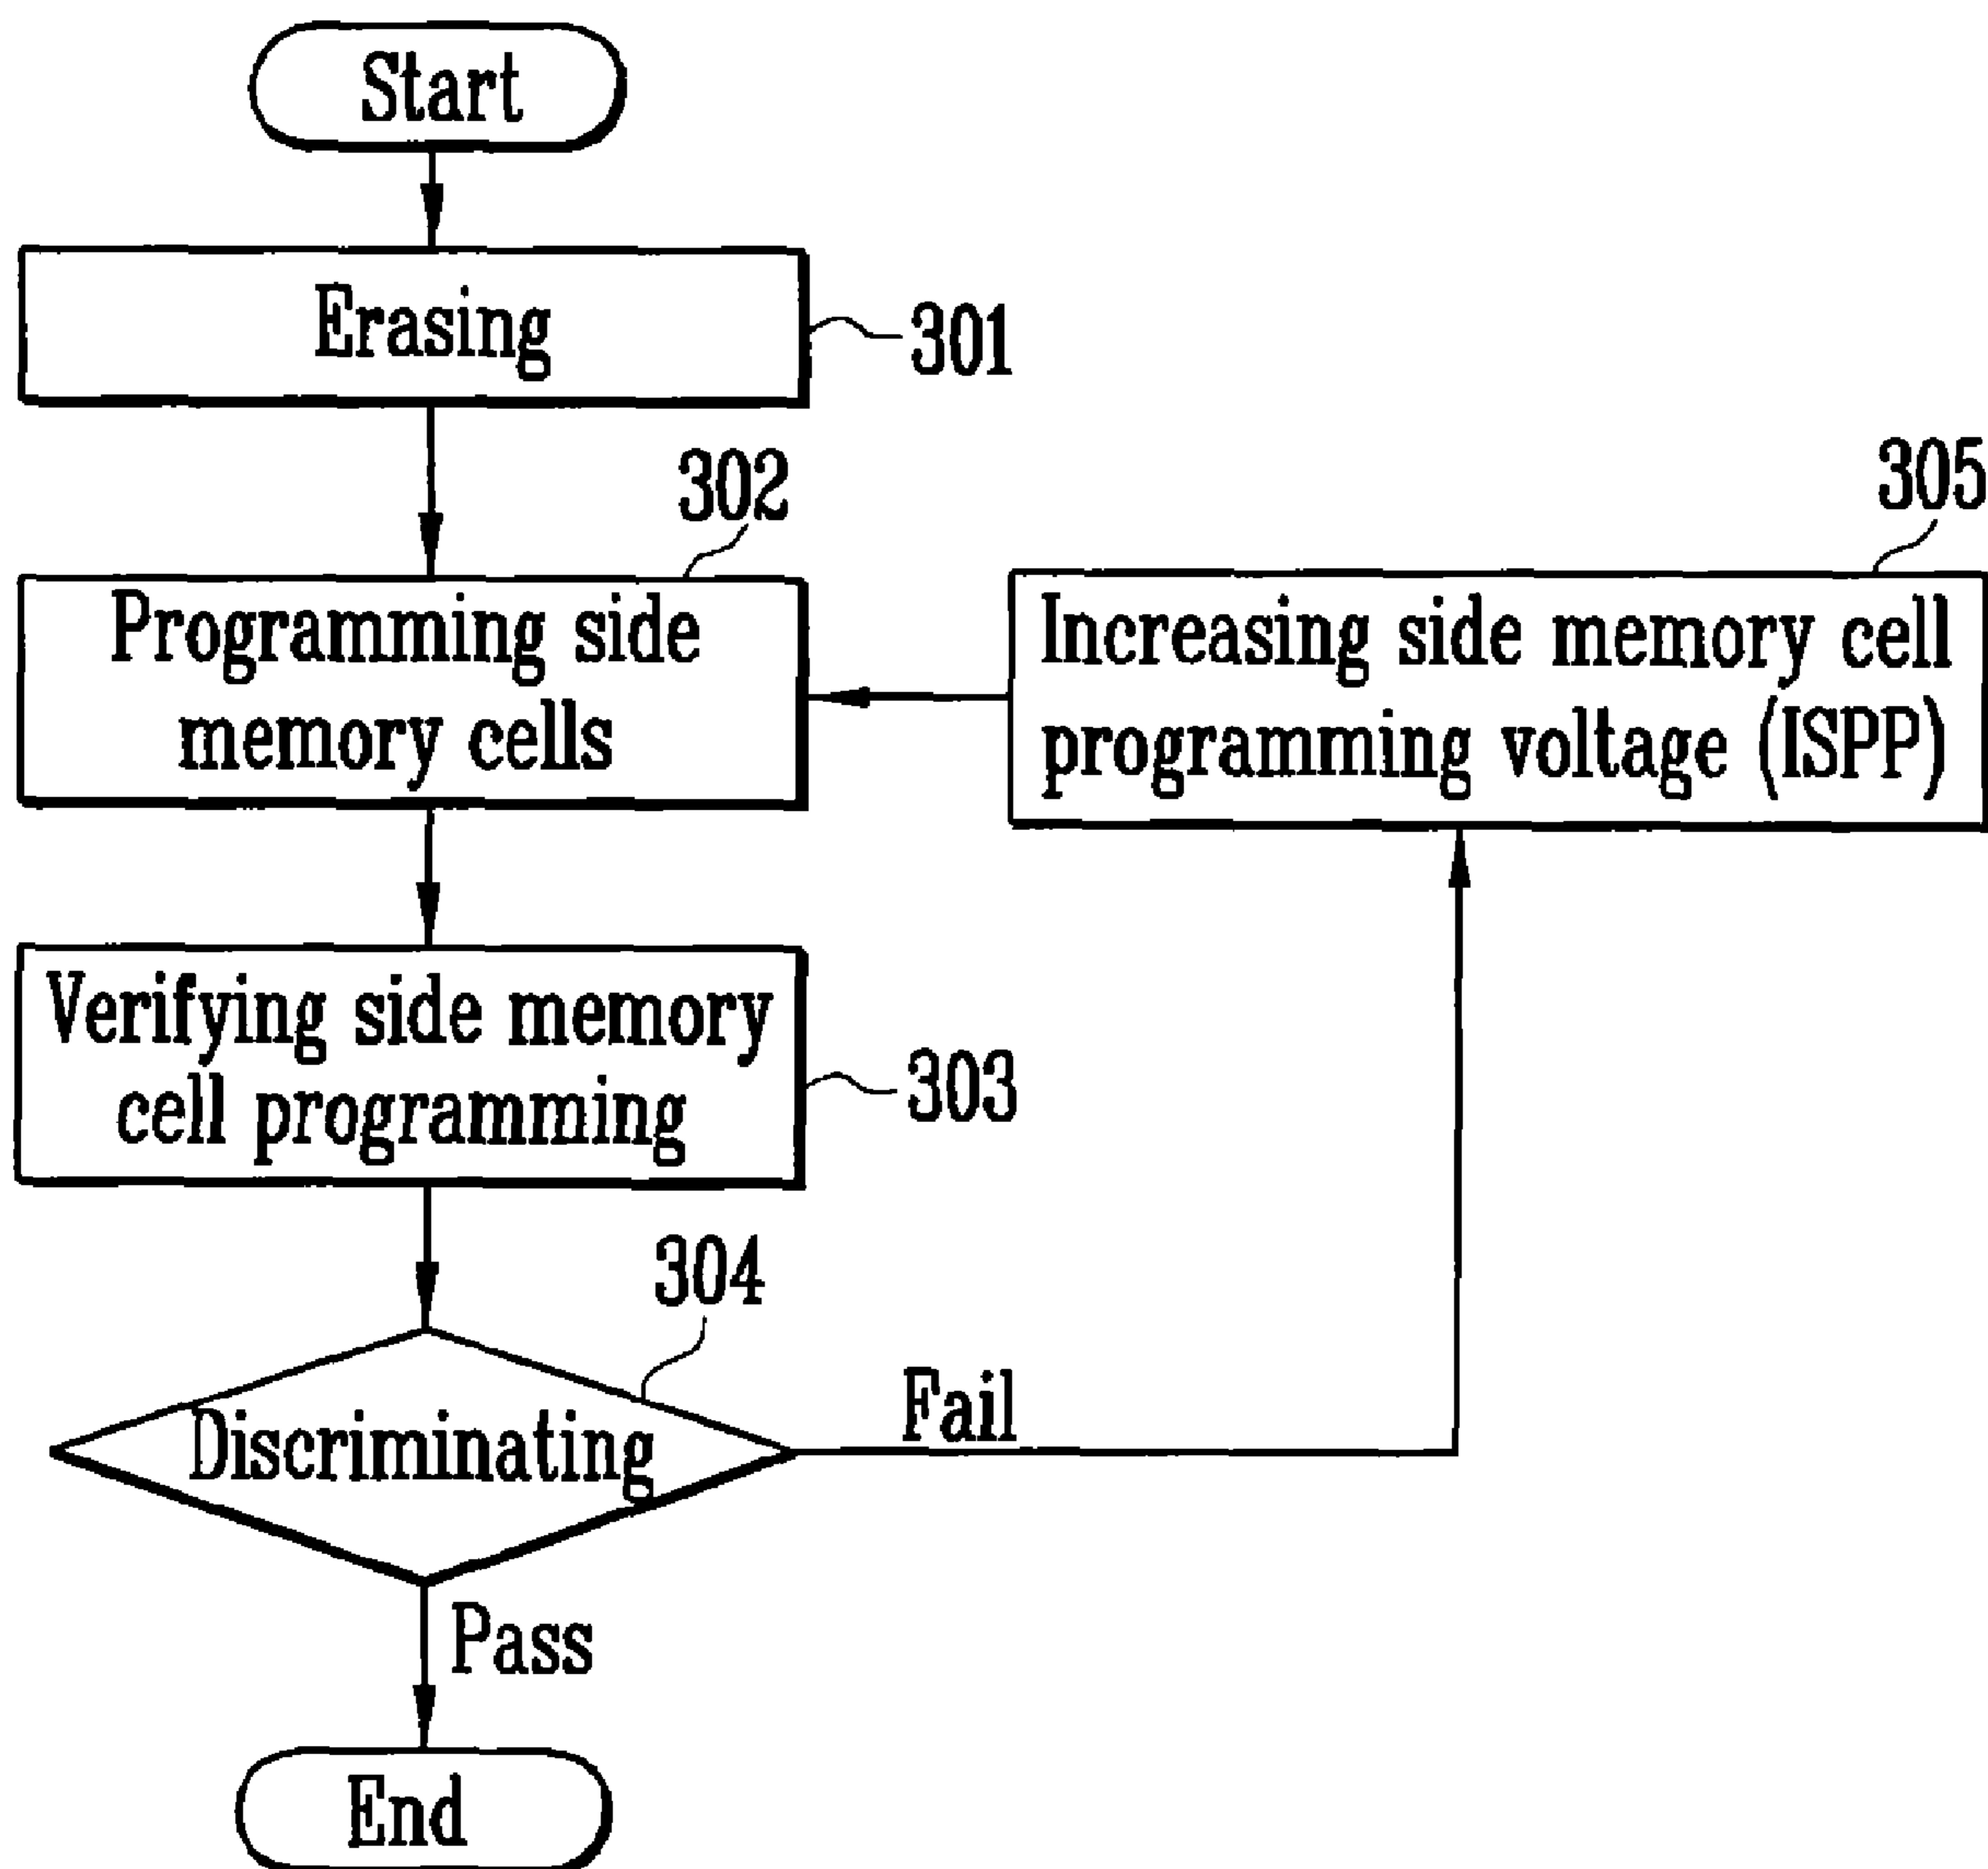 Start
Erasing
301
302
Programming side
memory cells
305
Increasing side memory cell
programming voltage (ISPP)
Verifying side memory
cell programming
303
304
Discriminating
Fail
Pass
End